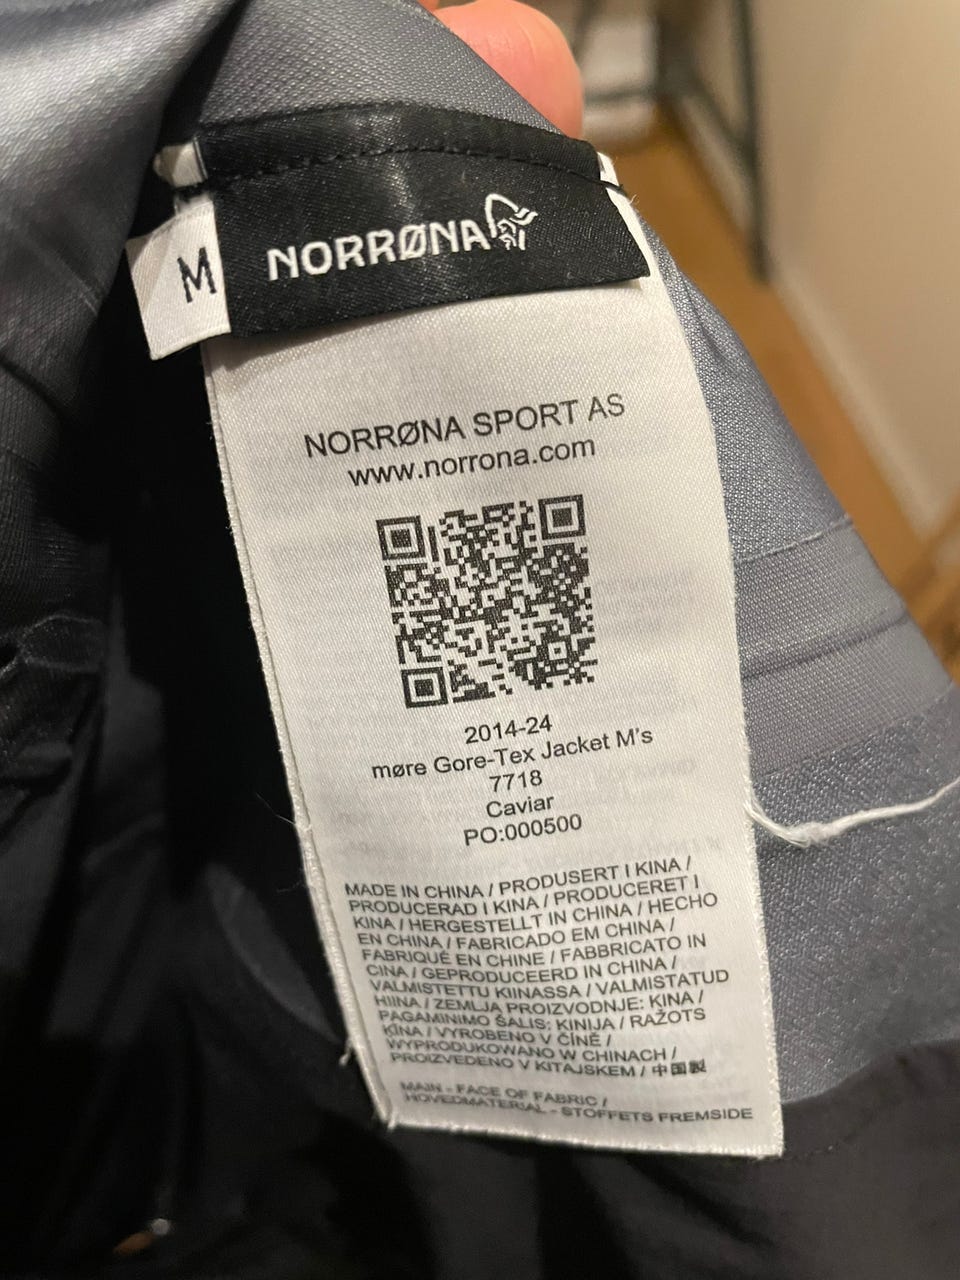 M
NORRØNA
NORRØNA SPORT AS
www.norrona.com
2014-24
møre Gore-Tex Jacket M's
7718
Caviar
PO:000500
MADE IN CHINA / PRODUSERT I KINA /
PRODUCERAD I KINA / PRODUCERET I
KINA / HERGESTELLT IN CHINA / HECHO
EN CHINA / FABRICADO EM CHINA /
FABRIQUÉ EN CHINE / FABBRICATO IN
CINA / GEPRODUCEERD IN CHINA /
VALMISTETTU KIINASSA / VALMISTATUD
HIINA / ZEMLJA PROIZVODNJE: KINA /
PAGAMINIMO ŠALIS: KINIJA / RAŽOTS
ĶĪNA / VYROBENO V ČÍNĚ /
WYPRODUKOWANO W CHINACH /
PROIZVEDENO V KITAJSKEM / 中国製
MAIN - FACE OF FABRIC /
HOVEDMATERIAL - STOFFETS FREMSIDE